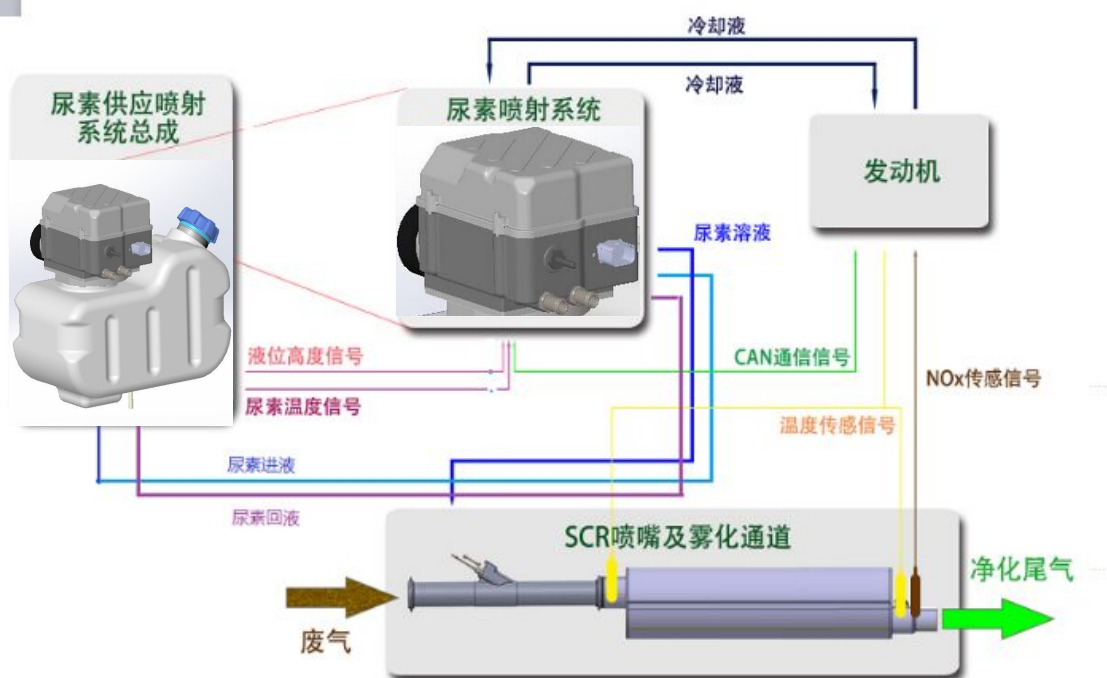 冷却液
冷却液
尿素供应喷射
系统总成
尿素喷射系统
发动机
尿素溶液
液位高度信号
CAN通信信号
NOx传感信号
尿素温度信号
温度传感信号
尿素进液
尿素回液
SCR喷嘴及雾化通道
净化尾气
废气